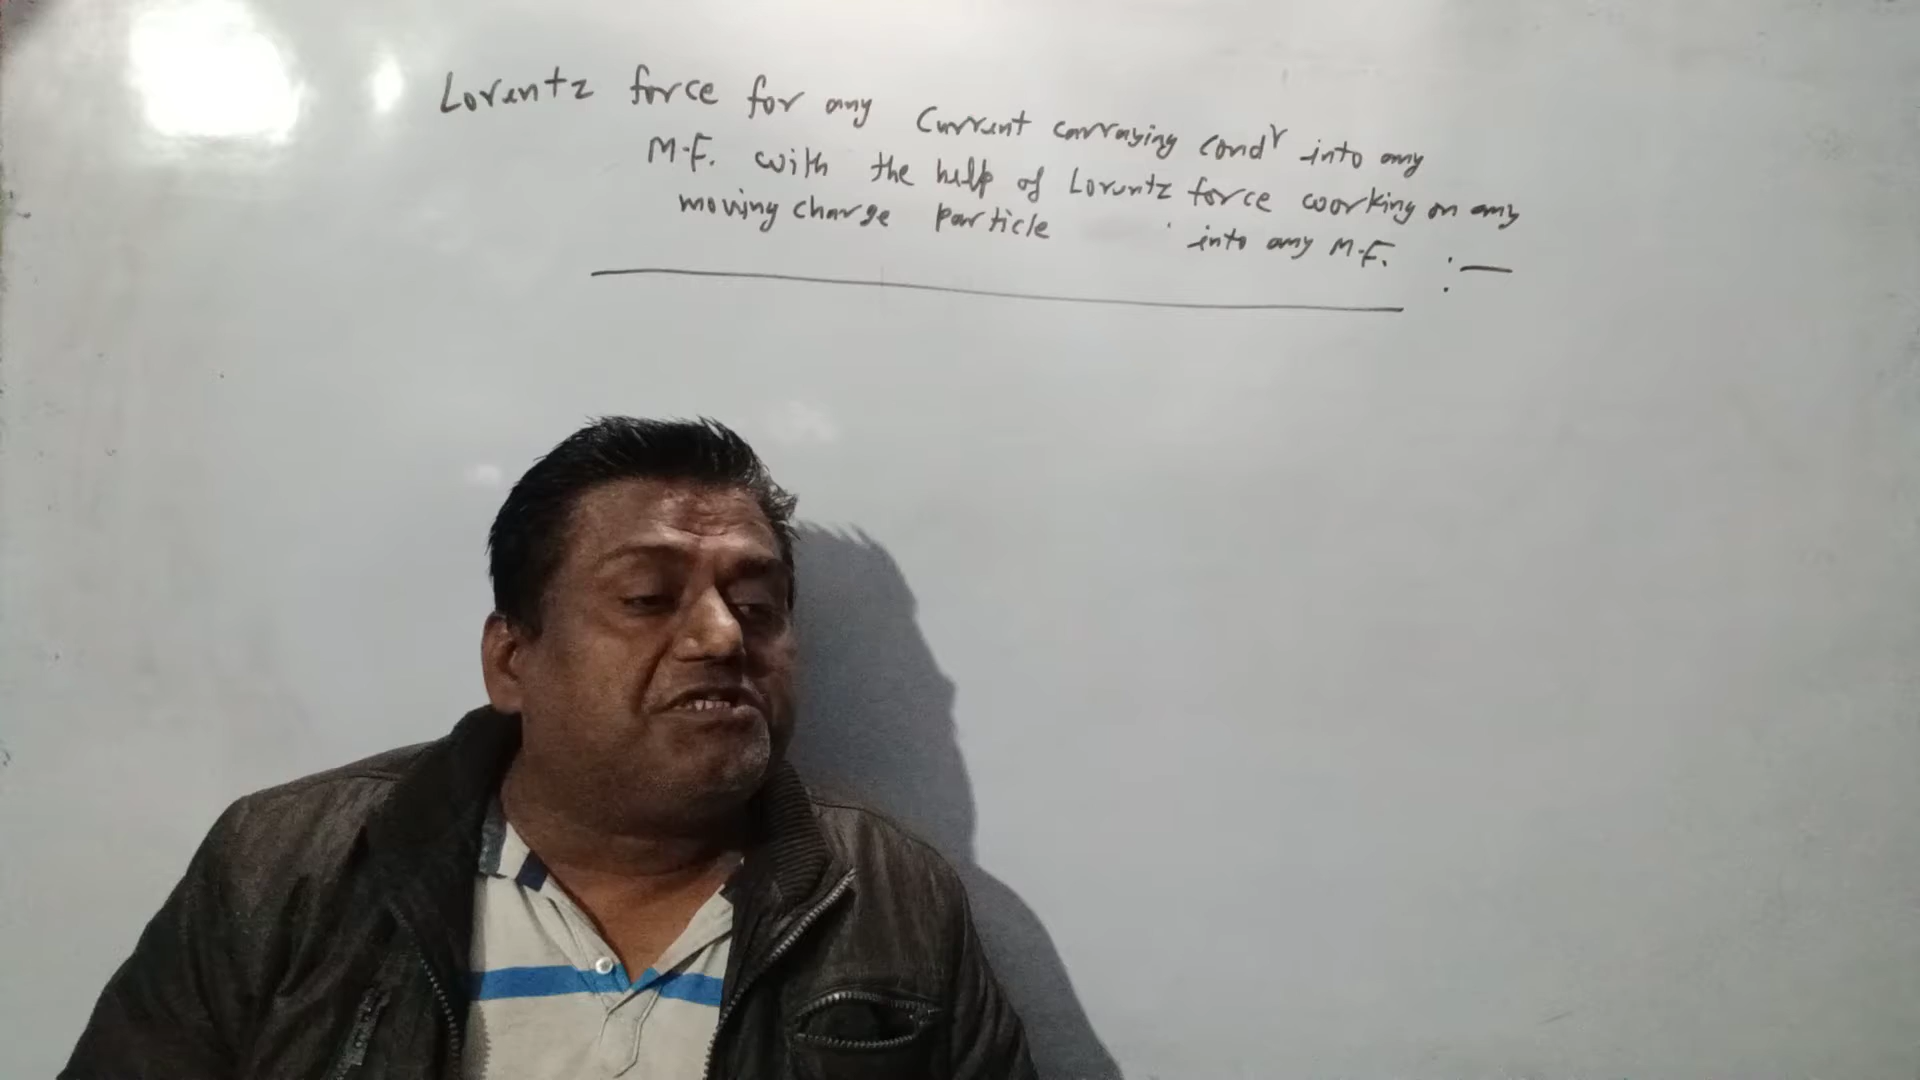 Lorentz force for any Current carraying condr into any
M.F. with the help of Lorentz force working on any
moving charge particle into any M.F. :-